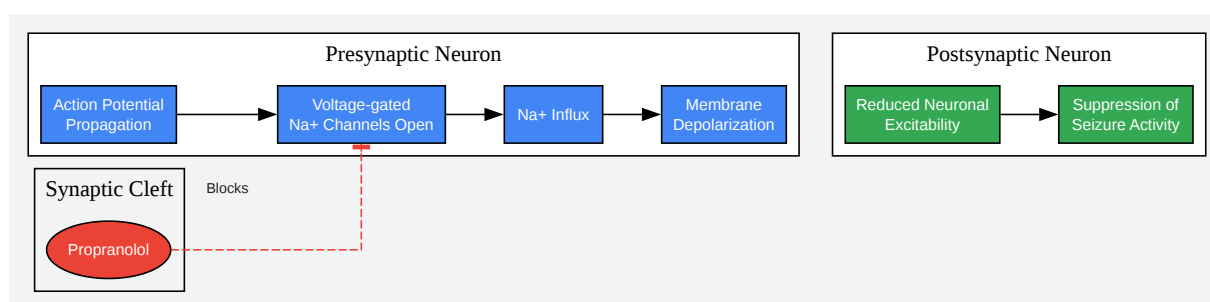 Presynaptic Neuron
Action Potential
Propagation
Voltage-gated
Na+ Channels Open
Na+ Influx
Membrane
Depolarization
Postsynaptic Neuron
Reduced Neuronal
Excitability
Suppression of
Seizure Activity
Synaptic Cleft
Propranolol
Blocks